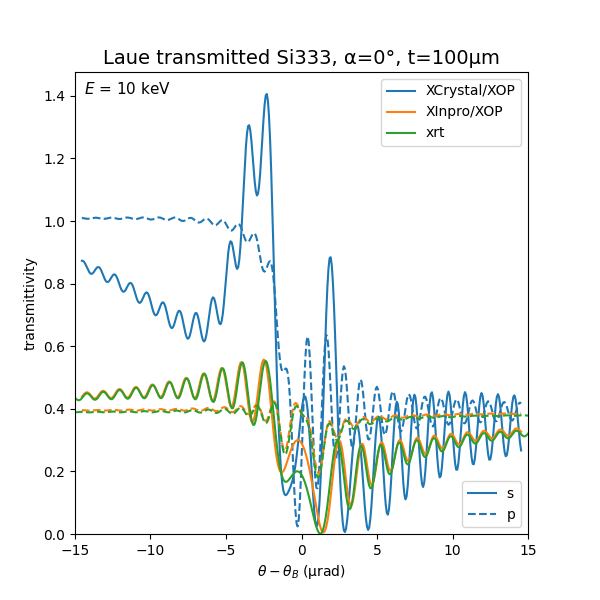 Laue transmitted Si333, α=0°, t=100μm
E = 10 keV
XCrystal/XOP
XInpro/XOP
xrt
1.4
1.2
1.0
0.8
0.6
0.4
0.2
0.0
transmittivity
s
p
−15 −10 −5 0 5 10 15
θ − θ_B (μrad)